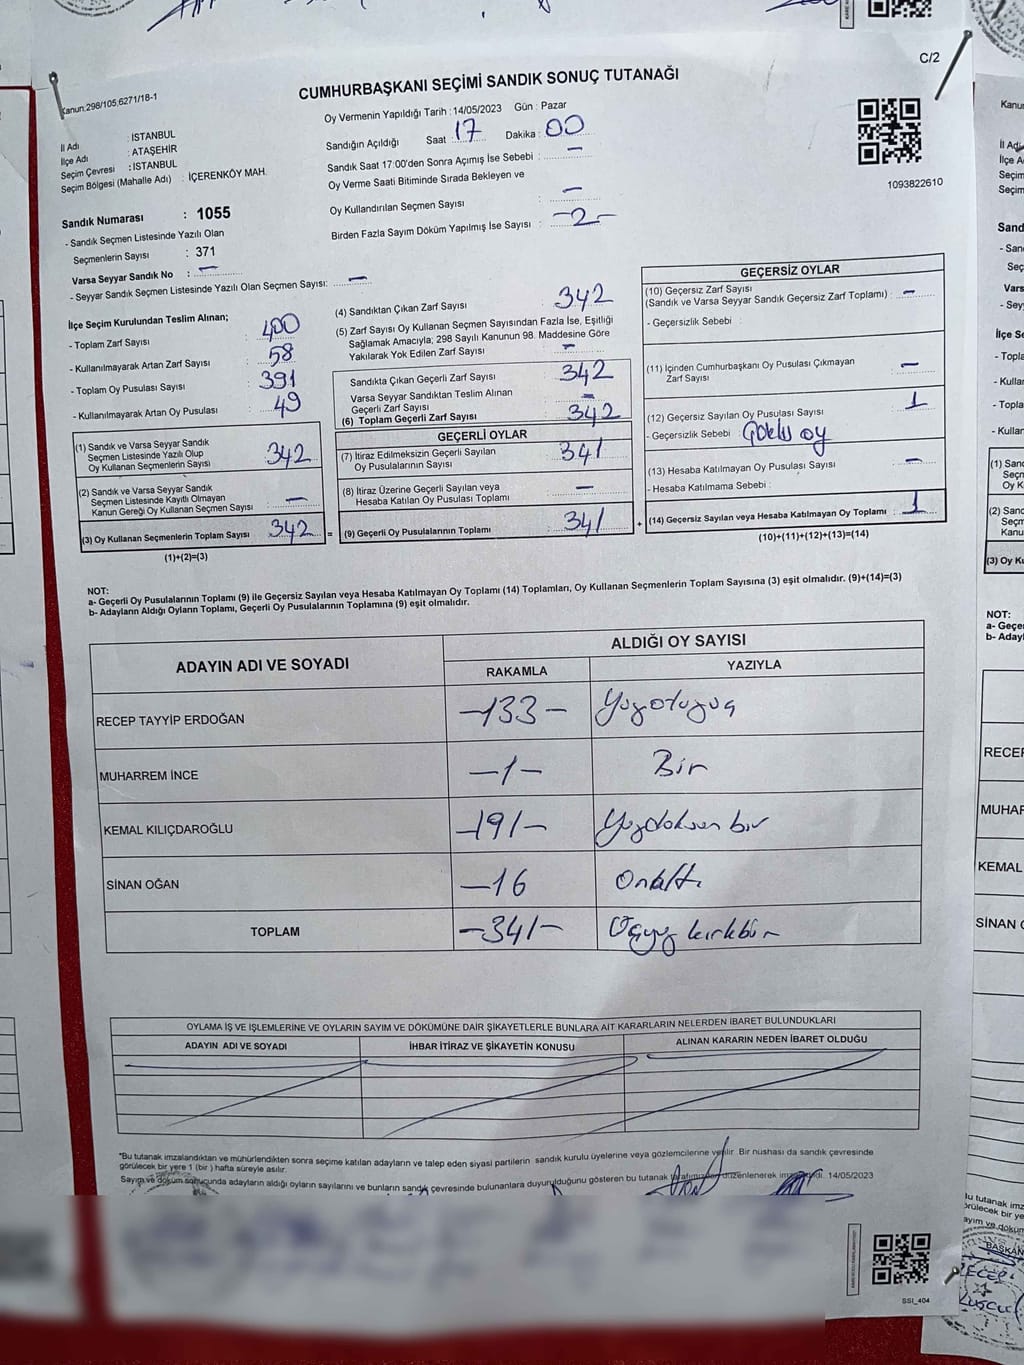 C/2
Kanun:298/105,6271/18-1
CUMHURBAŞKANI SEÇİMİ SANDIK SONUÇ TUTANAĞI
Oy Vermenin Yapıldığı Tarih : 14/05/2023 Gün : Pazar
İl Adı : İSTANBUL
İlçe Adı : ATAŞEHİR
Seçim Çevresi : İSTANBUL
Seçim Bölgesi (Mahalle Adı) : İÇERENKÖY MAH.
Sandığın Açıldığı Saat : 17 Dakika : 00
Sandık Saat 17:00'den Sonra Açımış İse Sebebi : —
Oy Verme Saati Bitiminde Sırada Bekleyen ve
Oy Kullandırılan Seçmen Sayısı : —
Birden Fazla Sayım Döküm Yapılmış İse Sayısı : -2-
1093822610
Sandık Numarası : 1055
- Sandık Seçmen Listesinde Yazılı Olan
Seçmenlerin Sayısı : 371
Varsa Seyyar Sandık No : —
- Seyyar Sandık Seçmen Listesinde Yazılı Olan Seçmen Sayısı: —
İlçe Seçim Kurulundan Teslim Alınan;
- Toplam Zarf Sayısı : 400
- Kullanılmayarak Artan Zarf Sayısı : 58
- Toplam Oy Pusulası Sayısı : 391
- Kullanılmayarak Artan Oy Pusulası : 49
(1) Sandık ve Varsa Seyyar Sandık
Seçmen Listesinde Yazılı Olup
Oy Kullanan Seçmenlerin Sayısı : 342
(2) Sandık ve Varsa Seyyar Sandık
Seçmen Listesinde Kayıtlı Olmayan
Kanun Gereği Oy Kullanan Seçmen Sayısı : —
(3) Oy Kullanan Seçmenlerin Toplam Sayısı 342 =
(1)+(2)=(3)
(4) Sandıktan Çıkan Zarf Sayısı : 342
(5) Zarf Sayısı Oy Kullanan Seçmen Sayısından Fazla İse, Eşitliği
Sağlamak Amacıyla; 298 Sayılı Kanunun 98. Maddesine Göre
Yakılarak Yok Edilen Zarf Sayısı : —
Sandıkta Çıkan Geçerli Zarf Sayısı : 342
Varsa Seyyar Sandıktan Teslim Alınan
Geçerli Zarf Sayısı : —
(6) Toplam Geçerli Zarf Sayısı : 342
GEÇERLİ OYLAR
(7) İtiraz Edilmeksizin Geçerli Sayılan
Oy Pusulalarının Sayısı : 341
(8) İtiraz Üzerine Geçerli Sayılan veya
Hesaba Katılan Oy Pusulası Toplamı : —
(9) Geçerli Oy Pusulalarının Toplamı : 341 +
GEÇERSİZ OYLAR
(10) Geçersiz Zarf Sayısı
(Sandık ve Varsa Seyyar Sandık Geçersiz Zarf Toplamı) : —
- Geçersizlik Sebebi :
(11) İçinden Cumhurbaşkanı Oy Pusulası Çıkmayan
Zarf Sayısı : —
(12) Geçersiz Sayılan Oy Pusulası Sayısı : 1
- Geçersizlik Sebebi : Çoklu oy
(13) Hesaba Katılmayan Oy Pusulası Sayısı : —
- Hesaba Katılmama Sebebi :
(14) Geçersiz Sayılan veya Hesaba Katılmayan Oy Toplamı : 1
(10)+(11)+(12)+(13)=(14)
NOT:
a- Geçerli Oy Pusulalarının Toplamı (9) ile Geçersiz Sayılan veya Hesaba Katılmayan Oy Toplamı (14) Toplamları, Oy Kullanan Seçmenlerin Toplam Sayısına (3) eşit olmalıdır. (9)+(14)=(3)
b- Adayların Aldığı Oyların Toplamı, Geçerli Oy Pusulalarının Toplamına (9) eşit olmalıdır.
ADAYIN ADI VE SOYADI
ALDIĞI OY SAYISI
RAKAMLA YAZIYLA
RECEP TAYYİP ERDOĞAN -133- Yüzotuzüç
MUHARREM İNCE -1- Bir
KEMAL KILIÇDAROĞLU -191- Yüzdoksan bir
SİNAN OĞAN -16 Onaltı
TOPLAM -341- Üçyüz kırkbir
OYLAMA İŞ VE İŞLEMLERİNE VE OYLARIN SAYIM VE DÖKÜMÜNE DAİR ŞİKAYETLERLE BUNLARA AİT KARARLARIN NELERDEN İBARET BULUNDUKLARI
ADAYIN ADI VE SOYADI İHBAR İTİRAZ VE ŞİKAYETİN KONUSU ALINAN KARARIN NEDEN İBARET OLDUĞU
*Bu tutanak imzalandıktan ve mühürlendikten sonra seçime katılan adayların ve talep eden siyasi partilerin sandık kurulu üyelerine veya gözlemcilerine verilir. Bir nüshası da sandık çevresinde
görülecek bir yere 1 (bir) hafta süreyle asılır.
Sayım ve döküm sonucunda adayların aldığı oyların sayılarını ve bunların sandık çevresinde bulunanlara duyurulduğunu gösteren bu tutanak tarafımızdan düzenlenerek imzalandı. 14/05/2023
SSI_404